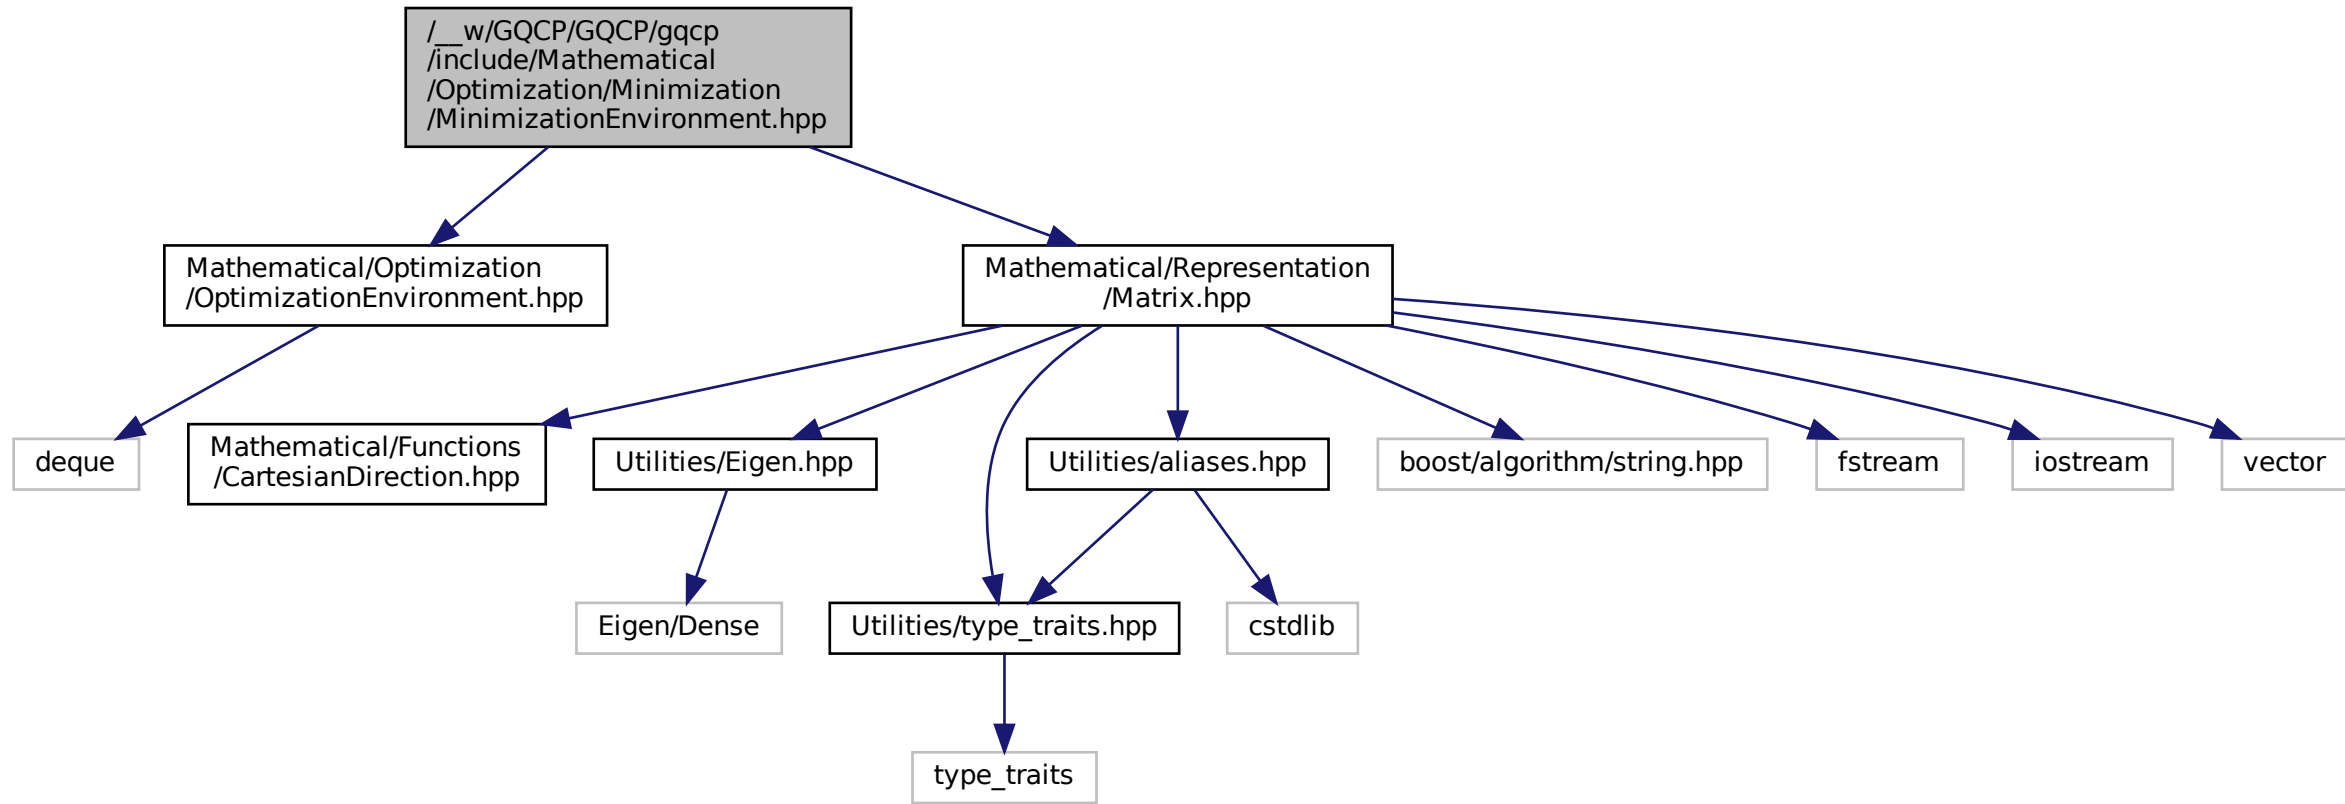 /__w/GQCP/GQCP/gqcp
/include/Mathematical
/Optimization/Minimization
/MinimizationEnvironment.hpp
Mathematical/Optimization
/OptimizationEnvironment.hpp
Mathematical/Representation
/Matrix.hpp
deque
Mathematical/Functions
/CartesianDirection.hpp
Utilities/Eigen.hpp
Utilities/aliases.hpp
boost/algorithm/string.hpp
fstream
iostream
vector
Eigen/Dense
Utilities/type_traits.hpp
cstdlib
type_traits